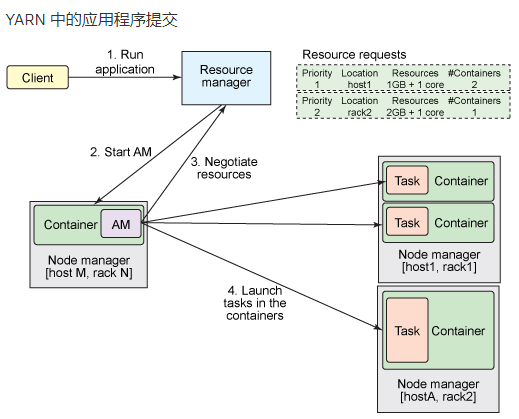 YARN 中的应用程序提交
1. Run
application
Client
Resource
manager
Resource requests
Priority Location Resources #Containers
1 host1 1GB + 1 core 2
Priority Location Resources #Containers
2 rack2 2GB + 1 core 1
2. Start AM
3. Negotiate
resources
Container AM
Node manager
[host M, rack N]
Task Container
Task Container
Node manager
[host1, rack1]
4. Launch
tasks in the
containers
Task Container
Node manager
[hostA, rack2]